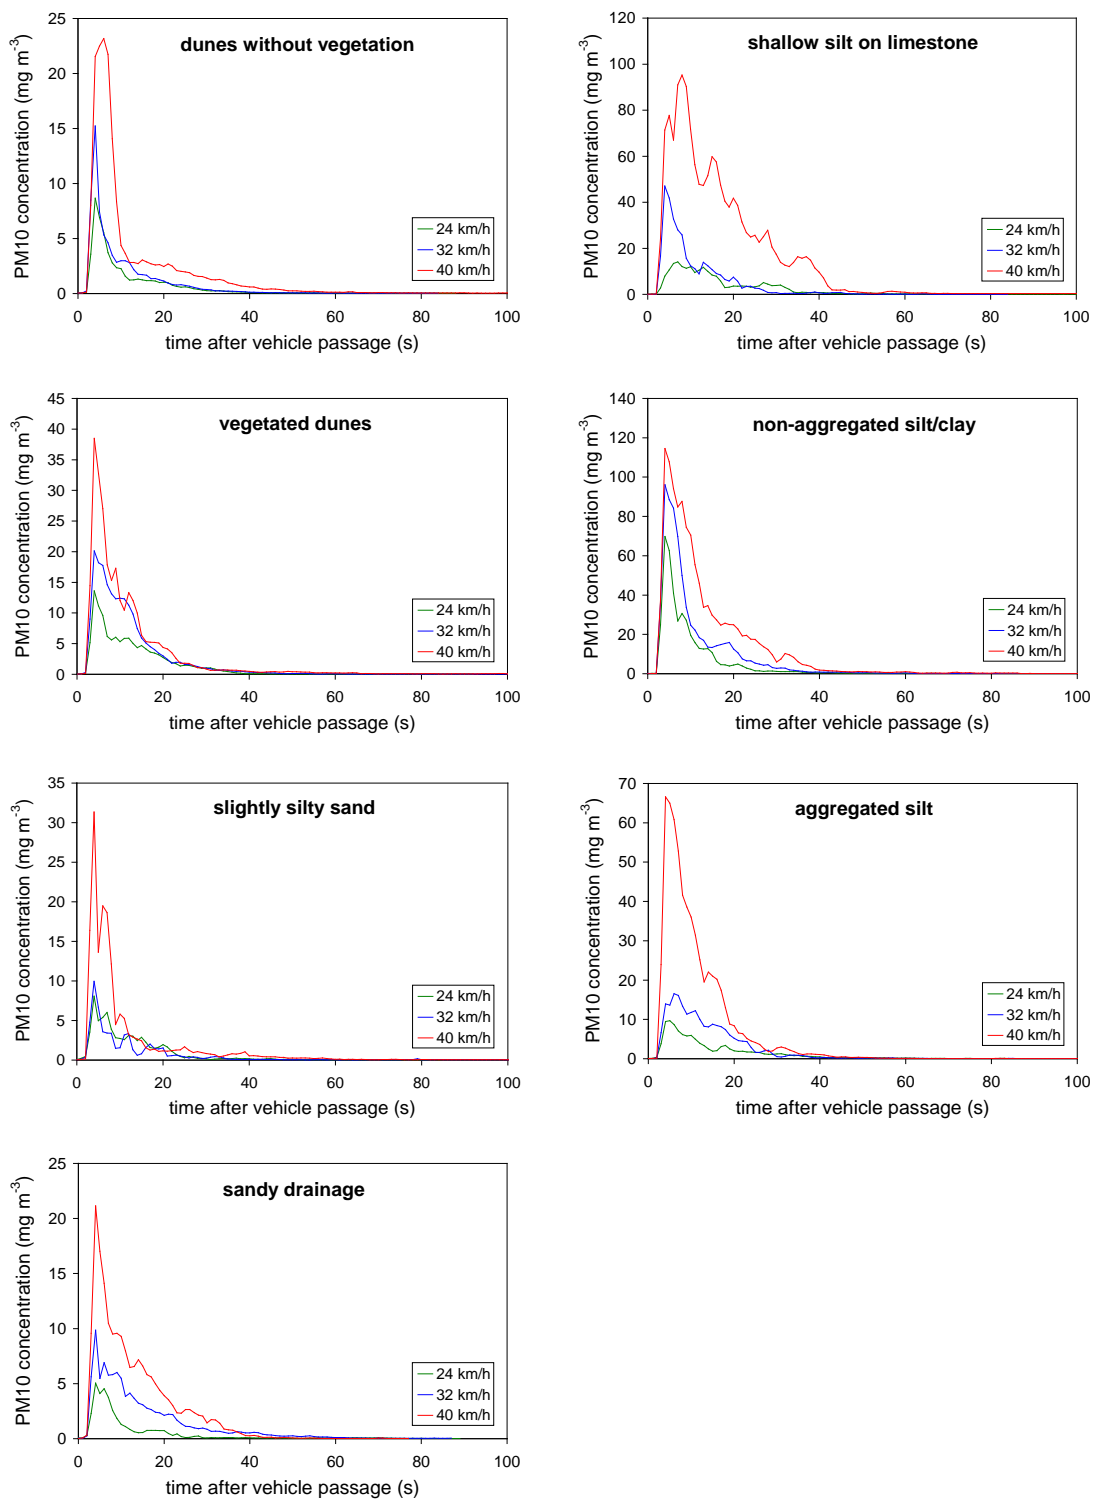 dunes without vegetation
PM10 concentration (mg m⁻³)
25
20
15
10
5
0
24 km/h
32 km/h
40 km/h
0 20 40 60 80 100
time after vehicle passage (s)
shallow silt on limestone
PM10 concentration (mg m⁻³)
120
100
80
60
40
20
0
24 km/h
32 km/h
40 km/h
0 20 40 60 80 100
time after vehicle passage (s)
vegetated dunes
PM10 concentration (mg m⁻³)
45
40
35
30
25
20
15
10
5
0
24 km/h
32 km/h
40 km/h
0 20 40 60 80 100
time after vehicle passage (s)
non-aggregated silt/clay
PM10 concentration (mg m⁻³)
140
120
100
80
60
40
20
0
24 km/h
32 km/h
40 km/h
0 20 40 60 80 100
time after vehicle passage (s)
slightly silty sand
PM10 concentration (mg m⁻³)
35
30
25
20
15
10
5
0
24 km/h
32 km/h
40 km/h
0 20 40 60 80 100
time after vehicle passage (s)
aggregated silt
PM10 concentration (mg m⁻³)
70
60
50
40
30
20
10
0
24 km/h
32 km/h
40 km/h
0 20 40 60 80 100
time after vehicle passage (s)
sandy drainage
PM10 concentration (mg m⁻³)
25
20
15
10
5
0
24 km/h
32 km/h
40 km/h
0 20 40 60 80 100
time after vehicle passage (s)